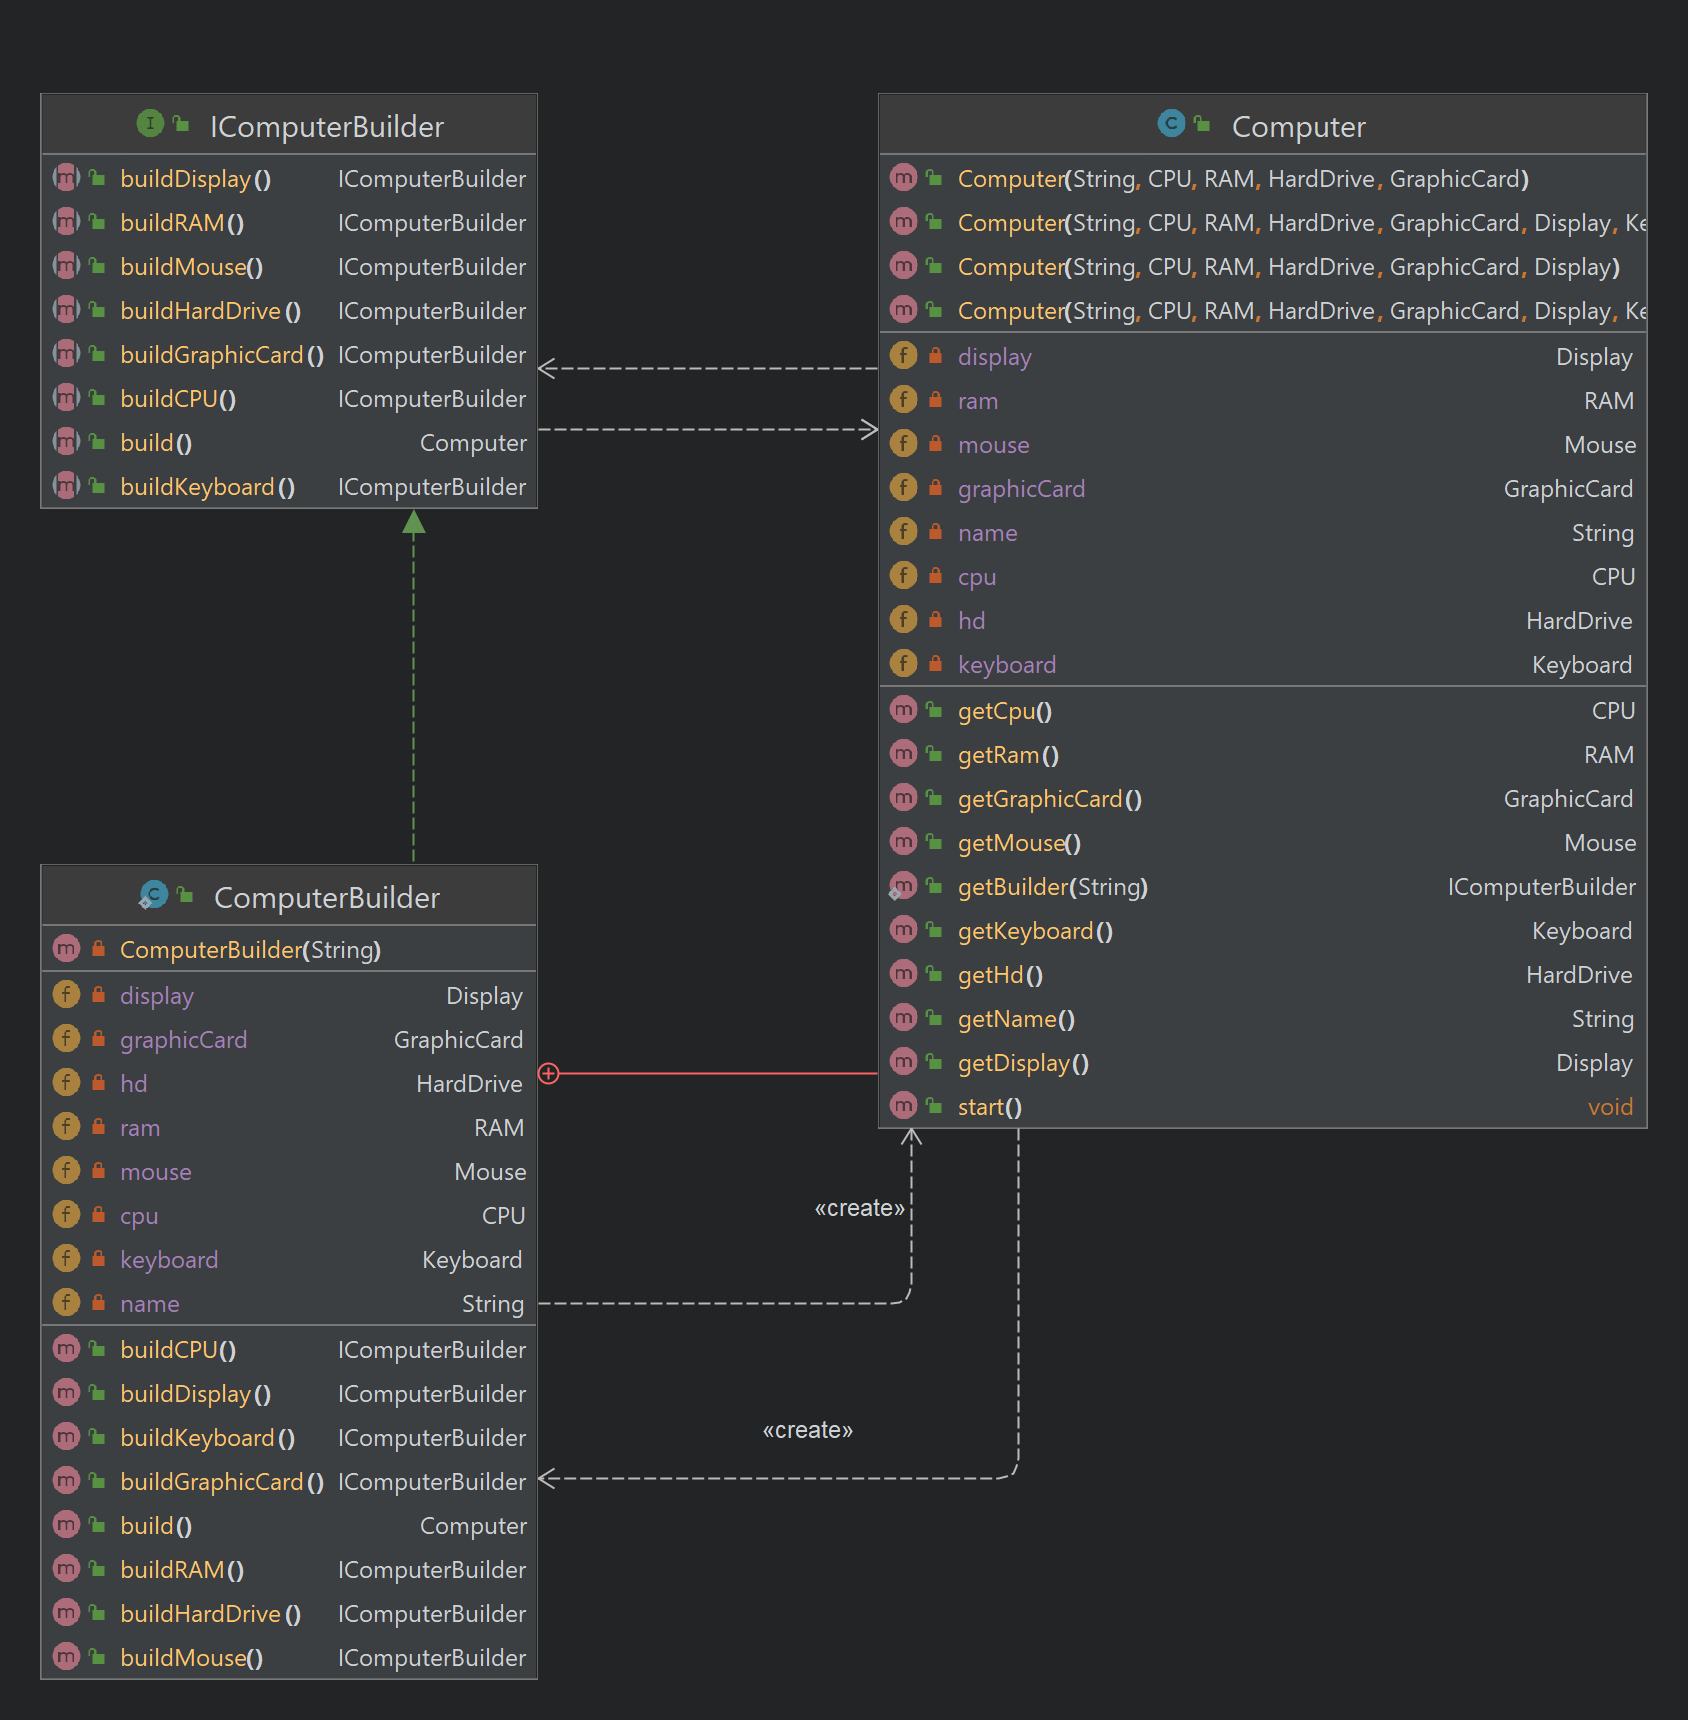 IComputerBuilder
buildDisplay() IComputerBuilder
buildRAM() IComputerBuilder
buildMouse() IComputerBuilder
buildHardDrive() IComputerBuilder
buildGraphicCard() IComputerBuilder
buildCPU() IComputerBuilder
build() Computer
buildKeyboard() IComputerBuilder
Computer
Computer(String, CPU, RAM, HardDrive, GraphicCard)
Computer(String, CPU, RAM, HardDrive, GraphicCard, Display, Ke
Computer(String, CPU, RAM, HardDrive, GraphicCard, Display)
Computer(String, CPU, RAM, HardDrive, GraphicCard, Display, Ke
display Display
ram RAM
mouse Mouse
graphicCard GraphicCard
name String
cpu CPU
hd HardDrive
keyboard Keyboard
getCpu() CPU
getRam() RAM
getGraphicCard() GraphicCard
getMouse() Mouse
getBuilder(String) IComputerBuilder
getKeyboard() Keyboard
getHd() HardDrive
getName() String
getDisplay() Display
start() void
ComputerBuilder
ComputerBuilder(String)
display Display
graphicCard GraphicCard
hd HardDrive
ram RAM
mouse Mouse
cpu CPU
keyboard Keyboard
name String
buildCPU() IComputerBuilder
buildDisplay() IComputerBuilder
buildKeyboard() IComputerBuilder
buildGraphicCard() IComputerBuilder
build() Computer
buildRAM() IComputerBuilder
buildHardDrive() IComputerBuilder
buildMouse() IComputerBuilder
«create»
«create»